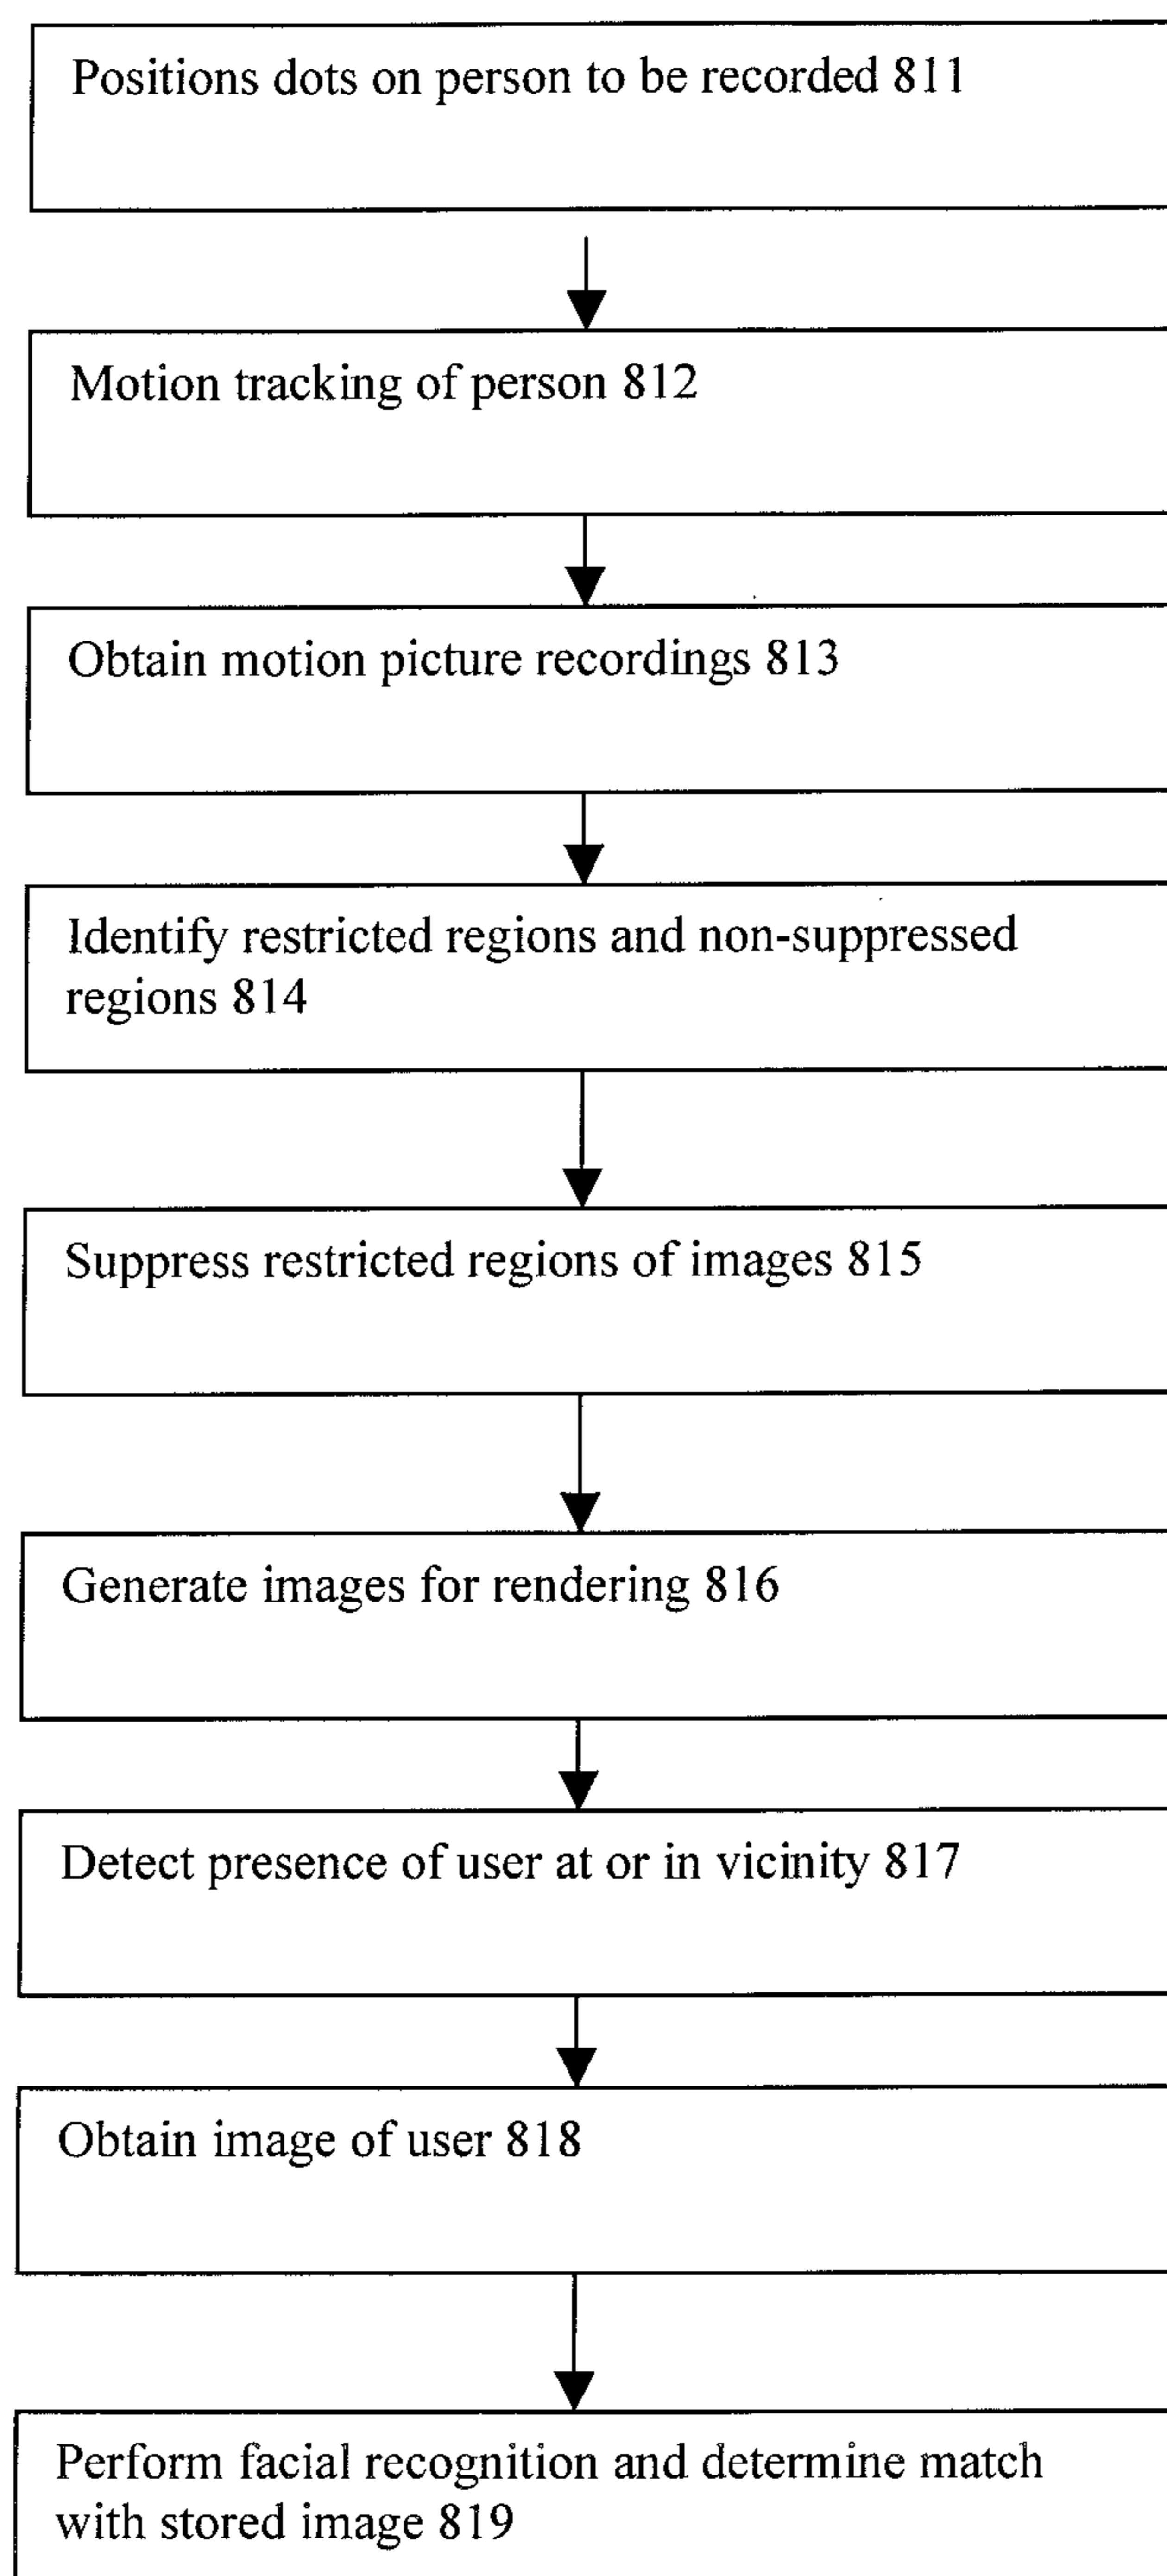 Positions dots on person to be recorded 811
Motion tracking of person 812
Obtain motion picture recordings 813
Identify restricted regions and non-suppressed
regions 814
Suppress restricted regions of images 815
Generate images for rendering 816
Detect presence of user at or in vicinity 817
Obtain image of user 818
Perform facial recognition and determine match
with stored image 819